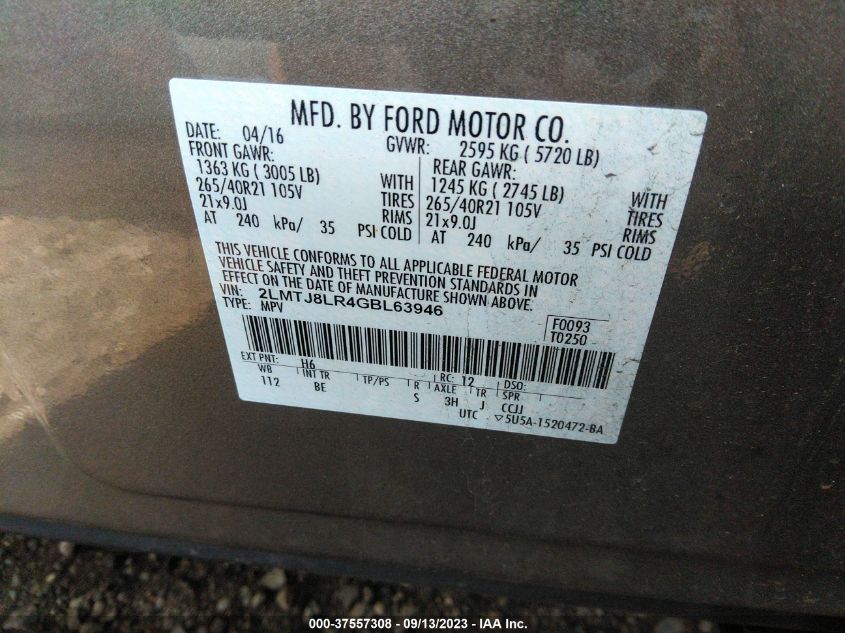 MFD. BY FORD MOTOR CO.
DATE: 04/16 GVWR: 2595 KG ( 5720 LB)
FRONT GAWR: REAR GAWR:
1363 KG ( 3005 LB) WITH 1245 KG ( 2745 LB) WITH
265/40R21 105V TIRES 265/40R21 105V TIRES
21x9.0J RIMS 21x9.0J RIMS
AT 240 kPa/ 35 PSI COLD AT 240 kPa/ 35 PSI COLD
THIS VEHICLE CONFORMS TO ALL APPLICABLE FEDERAL MOTOR
VEHICLE SAFETY AND THEFT PREVENTION STANDARDS IN
EFFECT ON THE DATE OF MANUFACTURE SHOWN ABOVE.
VIN: 2LMTJ8LR4GBL63946
TYPE: MPV
F0093
T0250
EXT PNT: H6 RC: 12 DSO:
WB INT TR TP/PS R AXLE TR SPR
112 BE S 3H J CCJJ
UTC ▽5U5A-1520472-BA
000-37557308 - 09/13/2023 - IAA Inc.